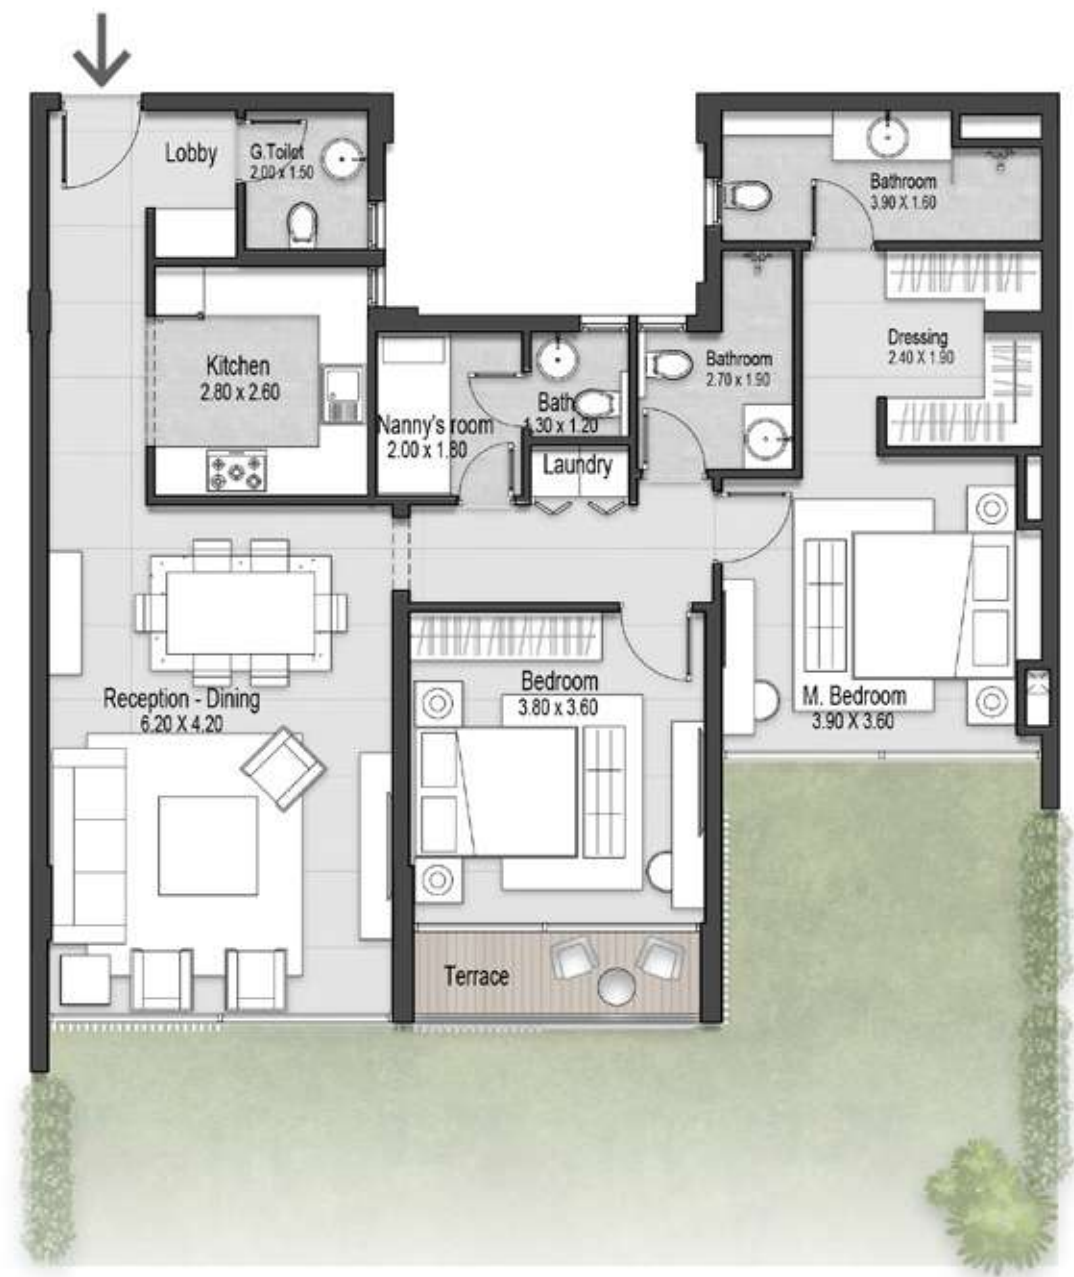 Lobby
G.Toilet
2.00 x 1.50
Bathroom
3.90 X 1.60
Kitchen
2.80 x 2.60
Bathroom
2.70 x 1.90
Dressing
2.40 X 1.90
Nanny's room
2.00 x 1.80
Bath
1.30 x 1.20
Laundry
Reception - Dining
6.20 X 4.20
Bedroom
3.80 x 3.60
M. Bedroom
3.90 X 3.60
Terrace